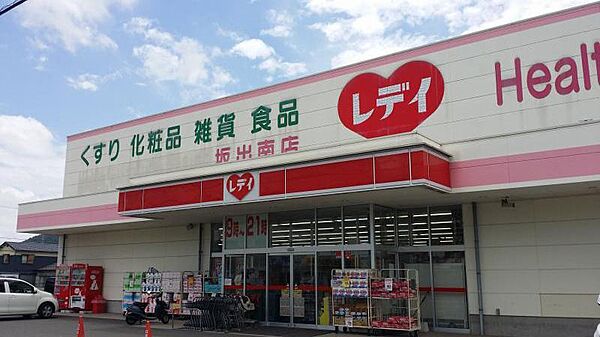 くすり 化粧品 雑貨 食品
坂出南店
レデイ
Healt
レデイ
9時~21時